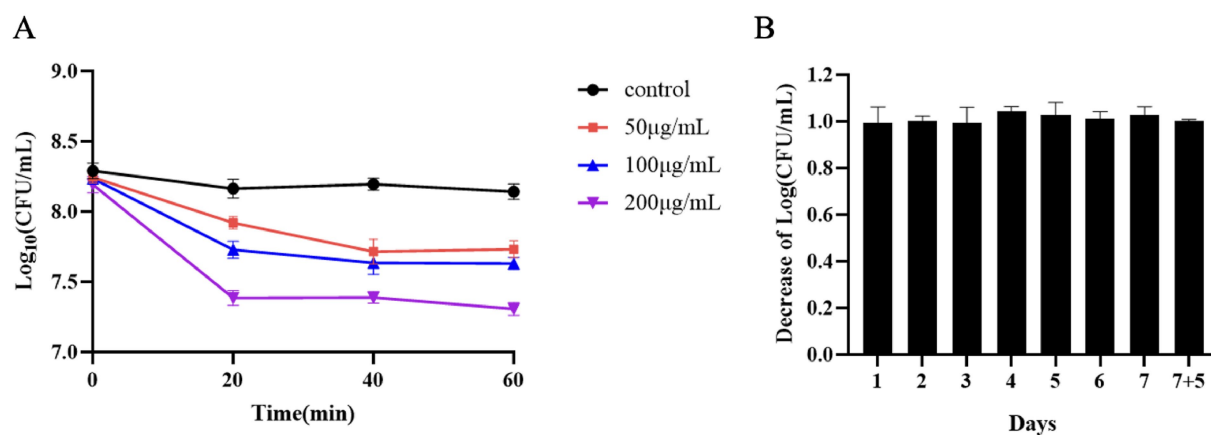 A
Log₁₀(CFU/mL)
9.0
8.5
8.0
7.5
7.0
0 20 40 60
Time(min)
control
50μg/mL
100μg/mL
200μg/mL
B
Decrease of Log(CFU/mL)
1.2
1.0
0.8
0.6
0.4
0.2
0.0
1 2 3 4 5 6 7 7+5
Days